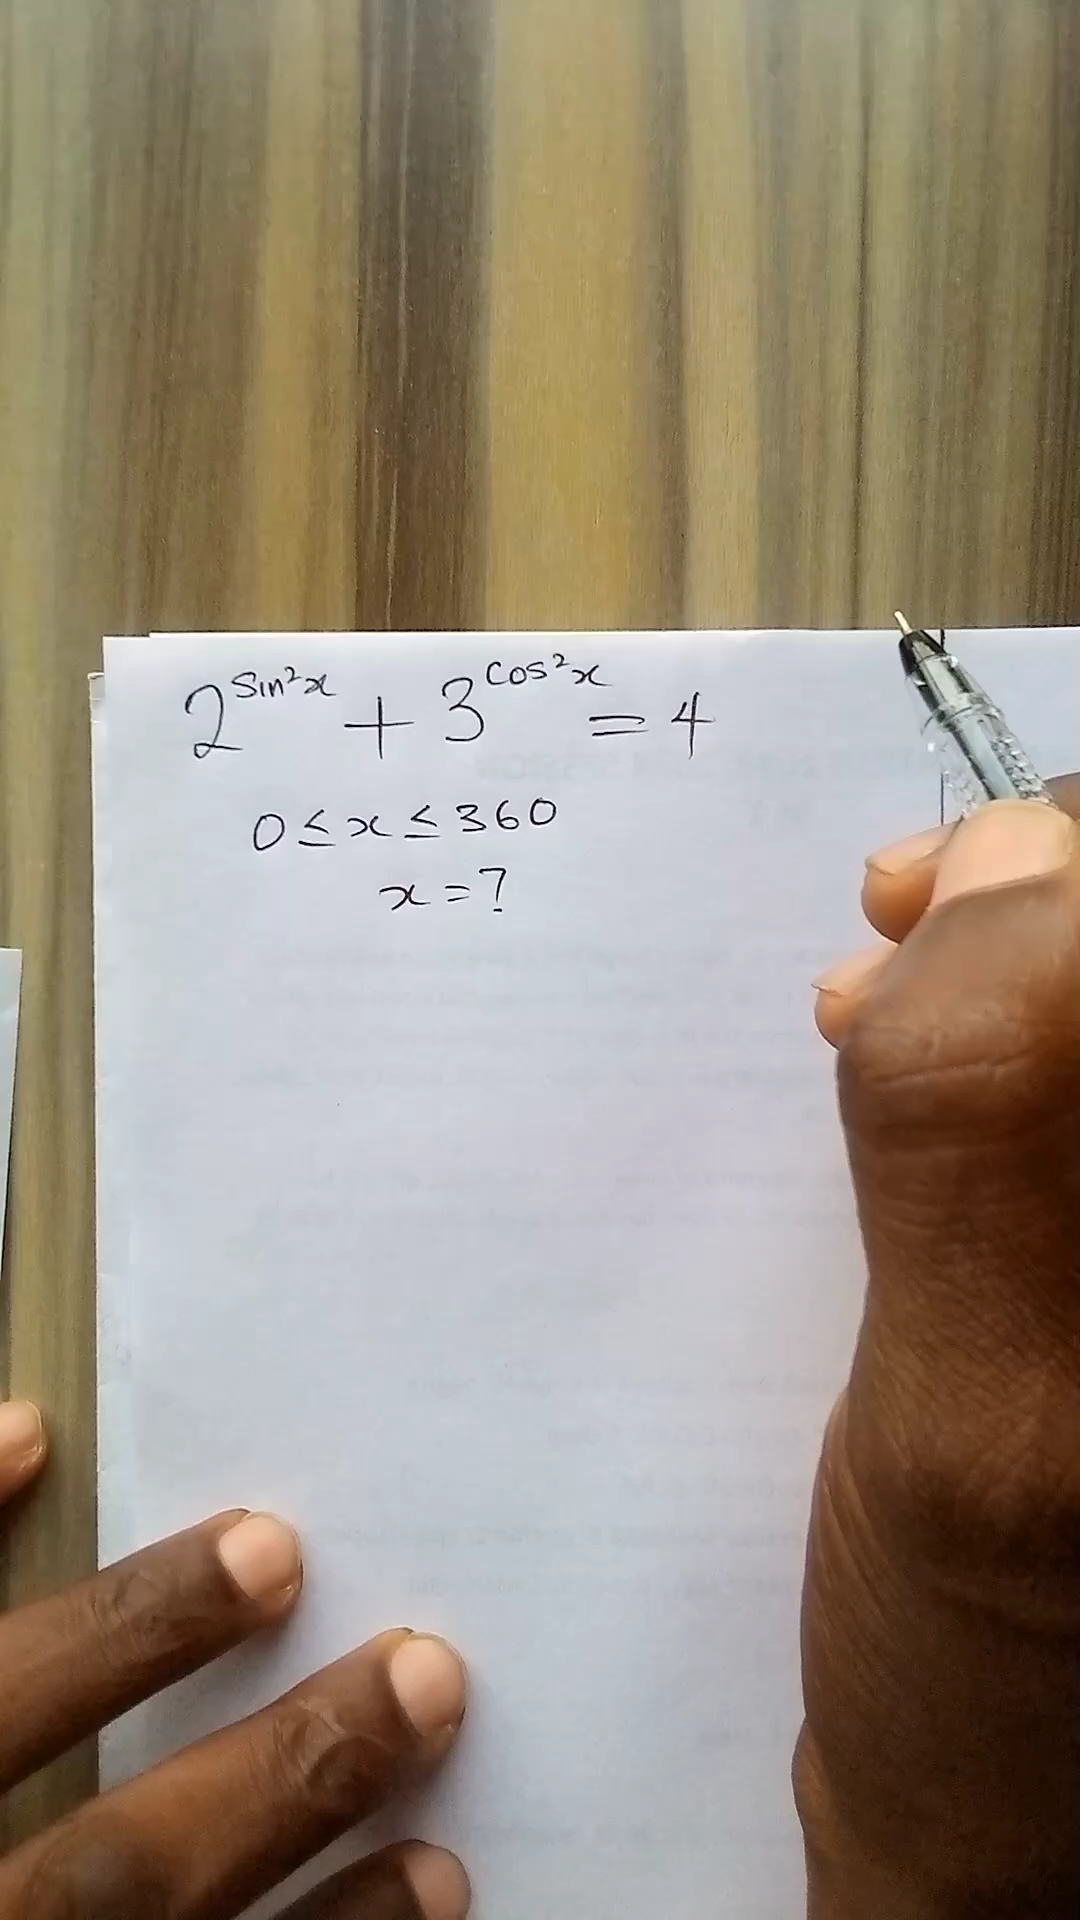 2^{sin²x} + 3^{cos²x} = 4
0 ≤ x ≤ 360
x = ?